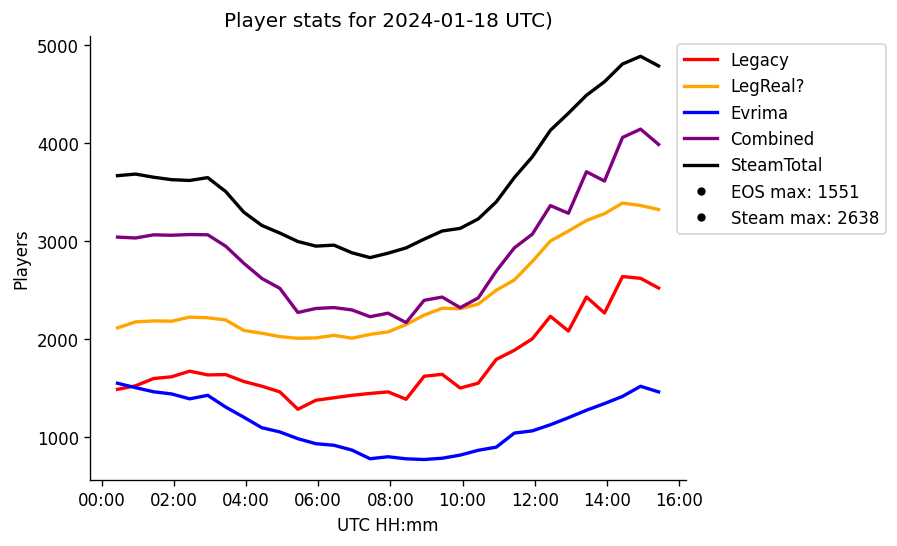 Player stats for 2024-01-18 UTC)
5000
4000
3000
2000
1000
Players
00:00 02:00 04:00 06:00 08:00 10:00 12:00 14:00 16:00
UTC HH:mm
Legacy
LegReal?
Evrima
Combined
SteamTotal
EOS max: 1551
Steam max: 2638